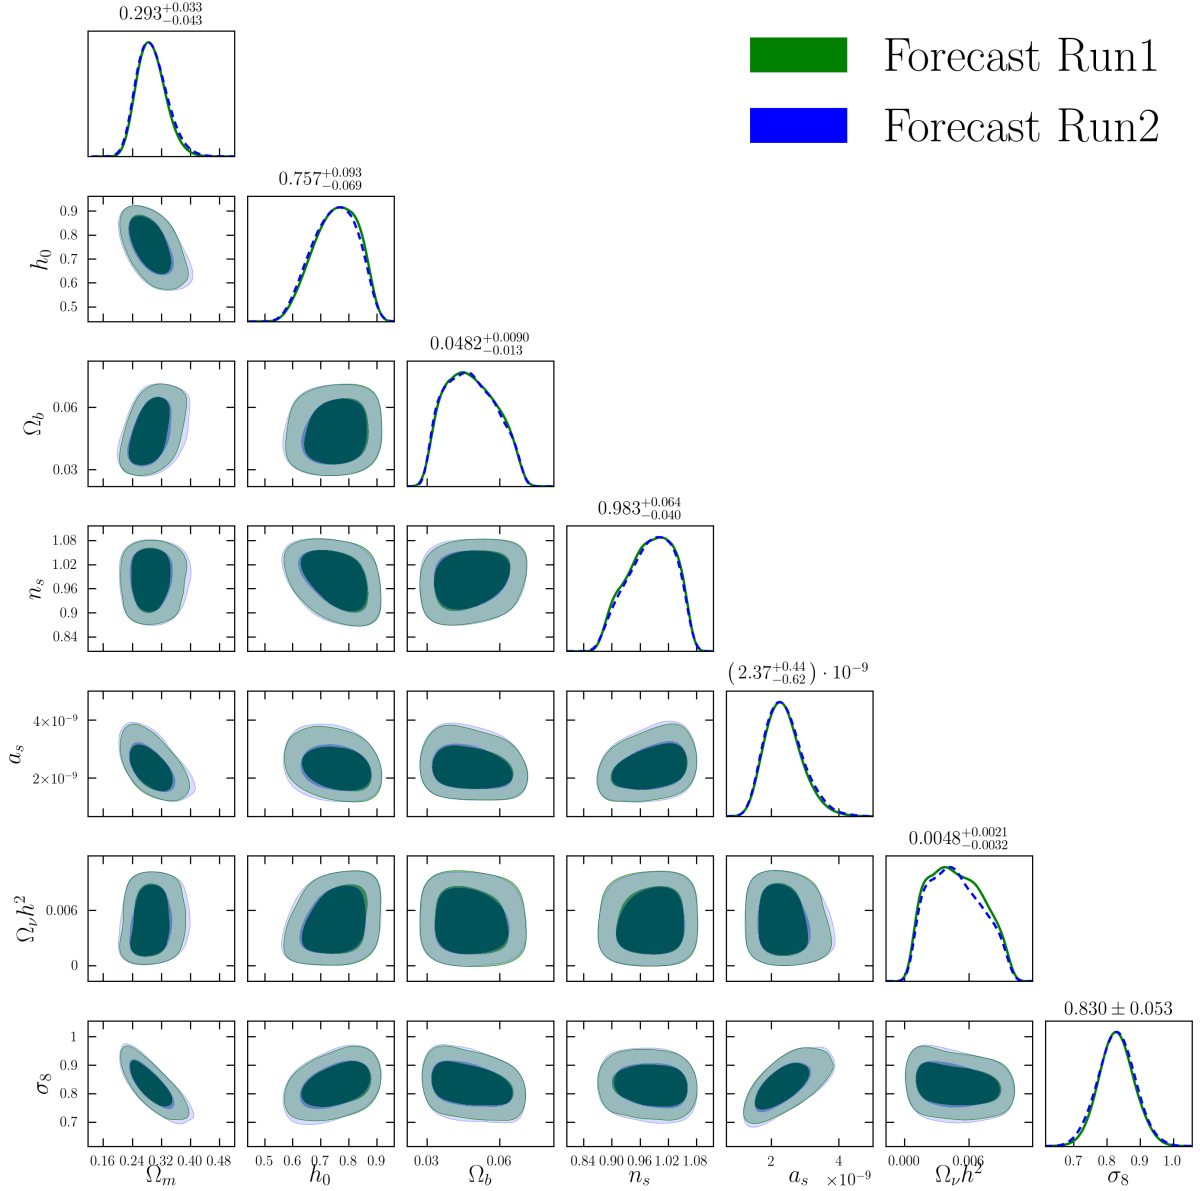 0.293^{+0.033}_{-0.043}
Forecast Run1
Forecast Run2
0.757^{+0.093}_{-0.069}
0.9
0.8
0.7
0.6
0.5
h_0
0.0482^{+0.0090}_{-0.013}
0.06
0.03
Ω_b
0.983^{+0.064}_{-0.040}
1.08
1.02
0.96
0.9
0.84
n_s
(2.37^{+0.44}_{-0.62}) · 10^{-9}
4×10^{-9}
2×10^{-9}
a_s
0.0048^{+0.0021}_{-0.0032}
0.006
0
Ω_νh^2
0.830 ± 0.053
1
0.9
0.8
0.7
σ_8
0.16 0.24 0.32 0.40 0.48
0.5 0.6 0.7 0.8 0.9
0.03 0.06
0.84 0.90 0.96 1.02 1.08
2 4
×10^{-9}
0.000 0.006
0.7 0.8 0.9 1.0
Ω_m h_0 Ω_b n_s a_s Ω_νh^2 σ_8